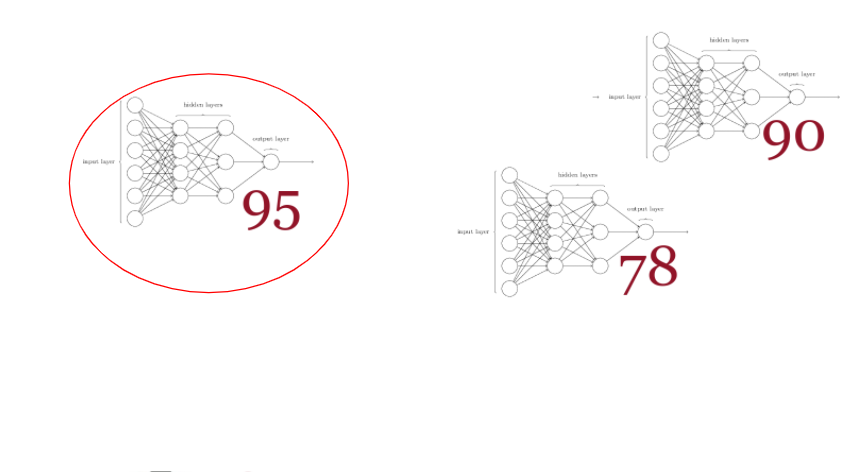 hidden layers
output layer
input layer
95
hidden layers
output layer
input layer
90
hidden layers
output layer
input layer
78